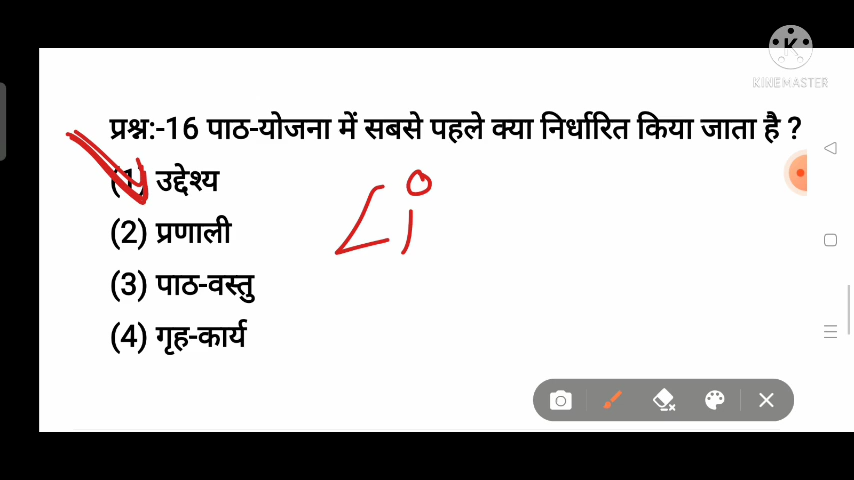 KINEMASTER
प्रश्न:-16 पाठ-योजना में सबसे पहले क्या निर्धारित किया जाता है ?
(1) उद्देश्य
(2) प्रणाली
(3) पाठ-वस्तु
(4) गृह-कार्य